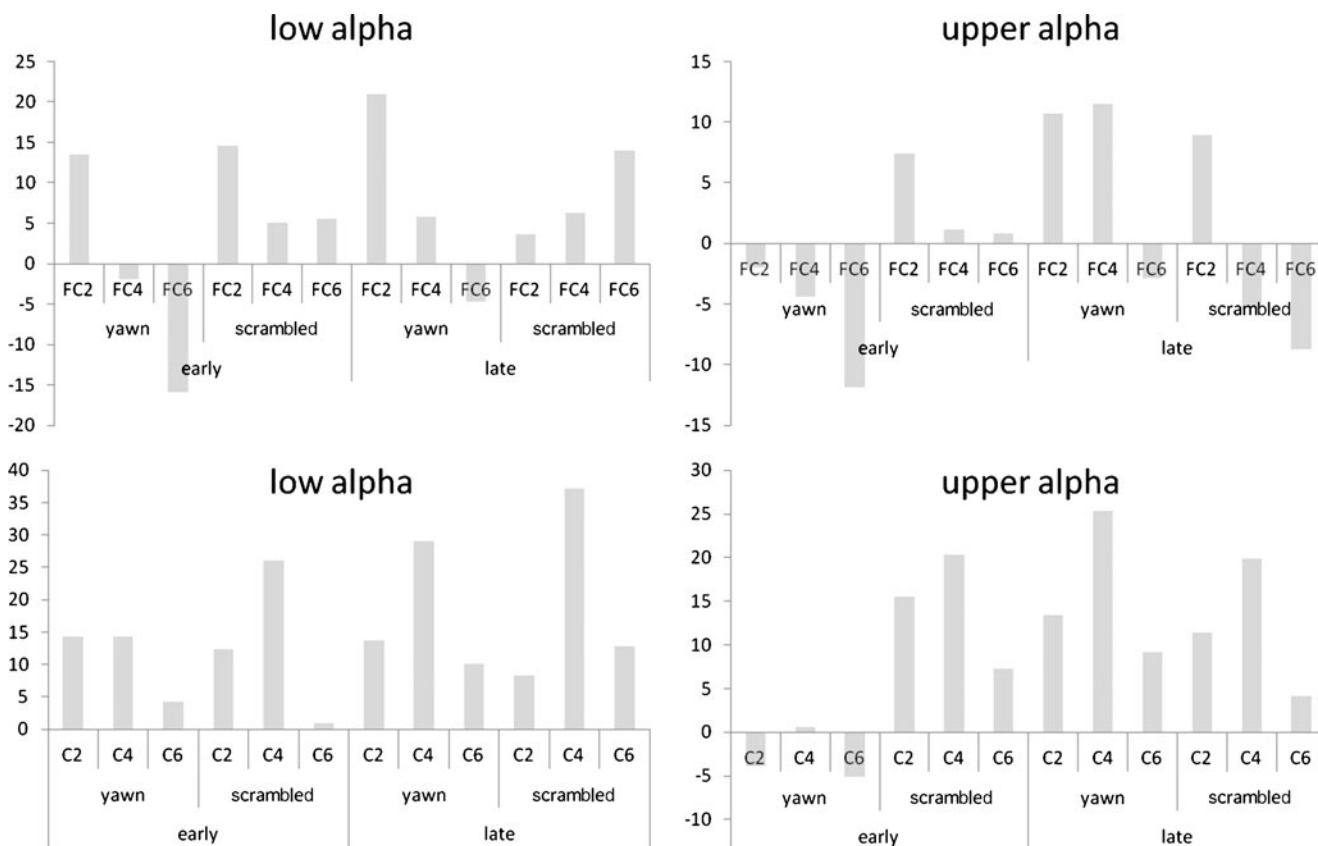 low alpha
25
20
15
10
5
0
-5
-10
-15
-20
FC2 FC4 FC6 FC2 FC4 FC6 FC2 FC4 FC6 FC2 FC4 FC6
yawn scrambled yawn scrambled
early late
upper alpha
15
10
5
0
-5
-10
-15
FC2 FC4 FC6 FC2 FC4 FC6 FC2 FC4 FC6 FC2 FC4 FC6
yawn scrambled yawn scrambled
early late
low alpha
40
35
30
25
20
15
10
5
0
C2 C4 C6 C2 C4 C6 C2 C4 C6 C2 C4 C6
yawn scrambled yawn scrambled
early late
upper alpha
30
25
20
15
10
5
0
-5
-10
C2 C4 C6 C2 C4 C6 C2 C4 C6 C2 C4 C6
yawn scrambled yawn scrambled
early late